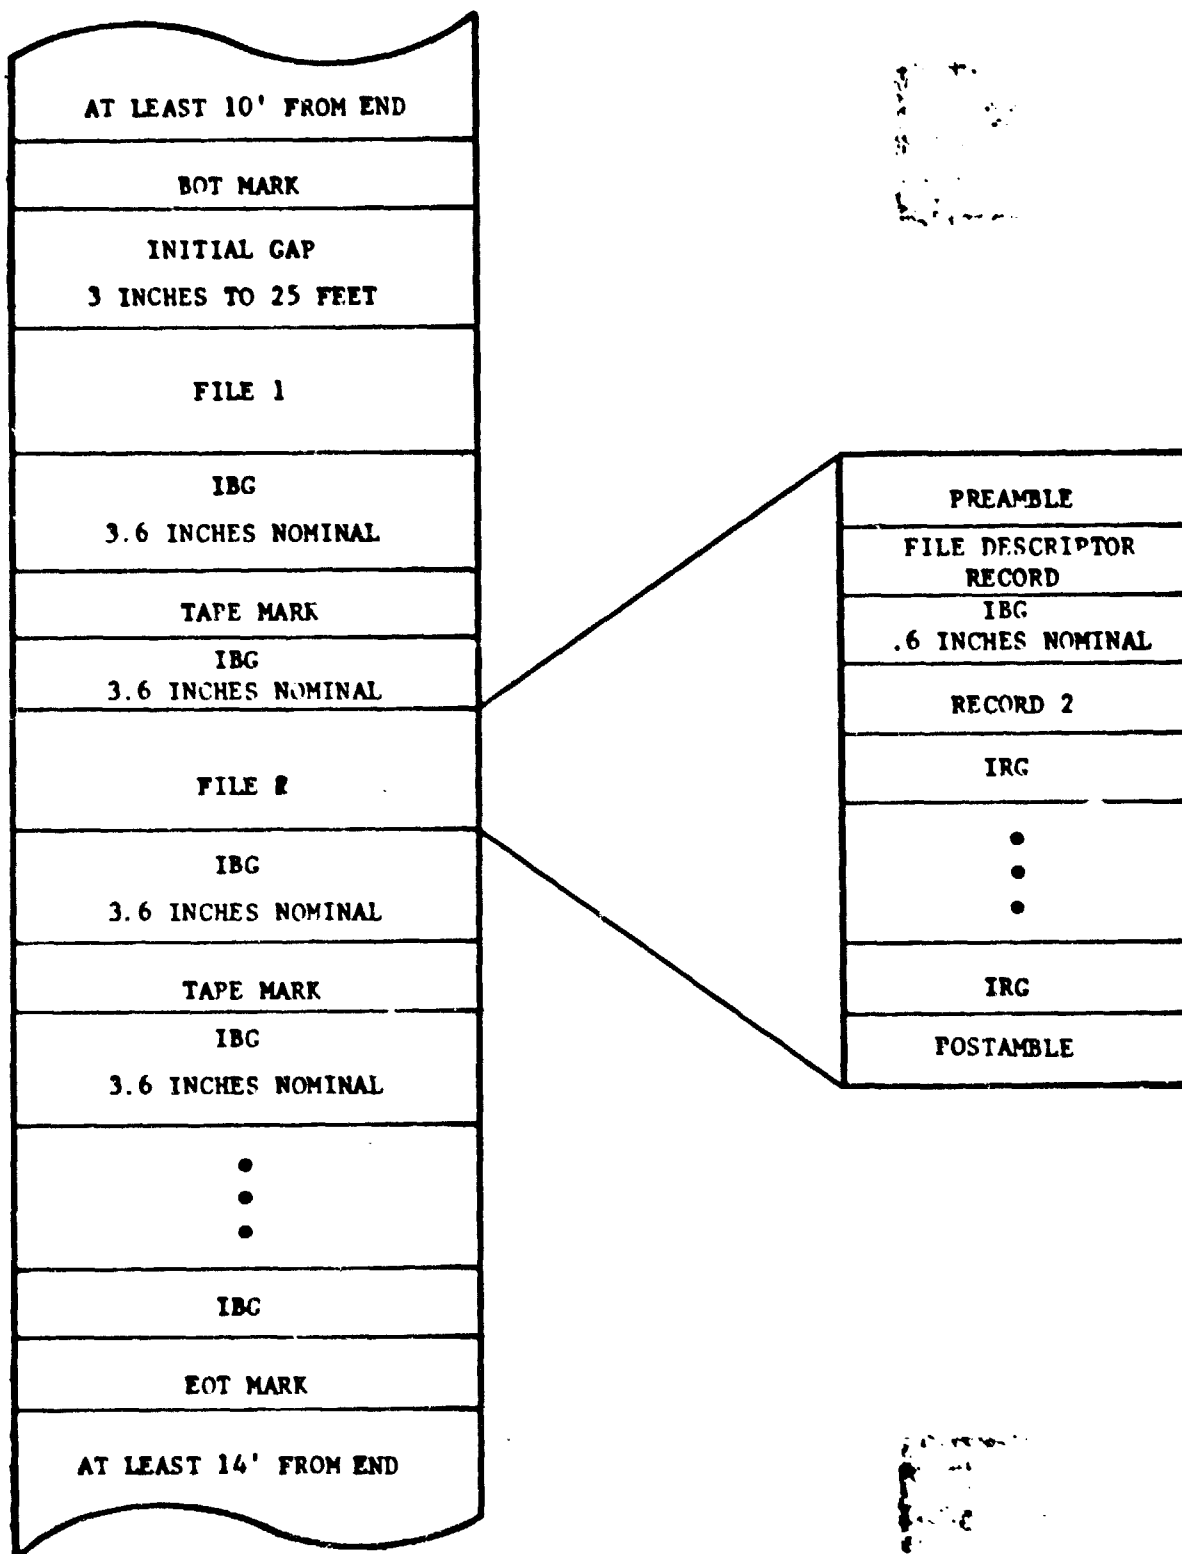 AT LEAST 10' FROM END
BOT MARK
INITIAL GAP
3 INCHES TO 25 FEET
FILE 1
IBG
3.6 INCHES NOMINAL
TAPE MARK
IBG
3.6 INCHES NOMINAL
FILE 2
IBG
3.6 INCHES NOMINAL
TAPE MARK
IBG
3.6 INCHES NOMINAL
IBG
EOT MARK
AT LEAST 14' FROM END
PREAMBLE
FILE DESCRIPTOR
RECORD
IBG
.6 INCHES NOMINAL
RECORD 2
IRG
IRG
POSTAMBLE